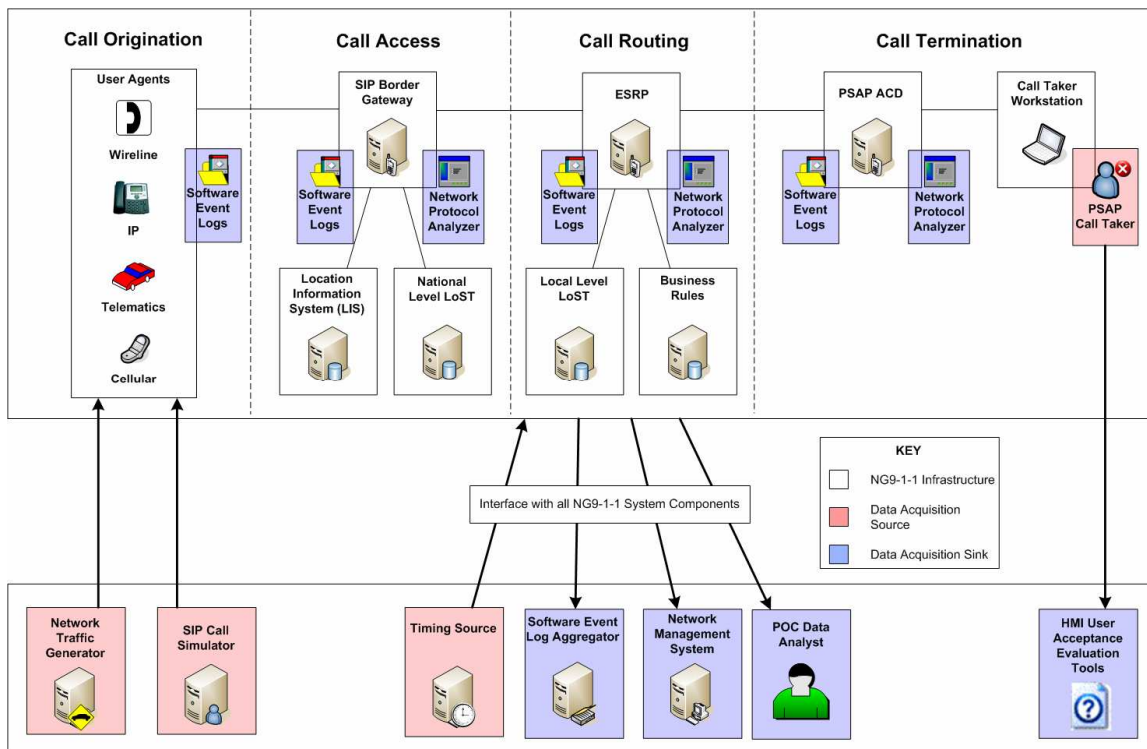 Call Origination
Call Access
Call Routing
Call Termination
User Agents
Wireline
IP
Telematics
Cellular
Software
Event
Logs
SIP Border
Gateway
Software
Event
Logs
Network
Protocol
Analyzer
Location
Information
System (LIS)
National
Level LoST
ESRP
Software
Event
Logs
Network
Protocol
Analyzer
Local Level
LoST
Business
Rules
PSAP ACD
Software
Event
Logs
Network
Protocol
Analyzer
Call Taker
Workstation
PSAP
Call Taker
Interface with all NG9-1-1 System Components
KEY
NG9-1-1 Infrastructure
Data Acquisition
Source
Data Acquisition Sink
Network
Traffic
Generator
SIP Call
Simulator
Timing Source
Software Event
Log Aggregator
Network
Management
System
POC Data
Analyst
HMI User
Acceptance
Evaluation
Tools
?